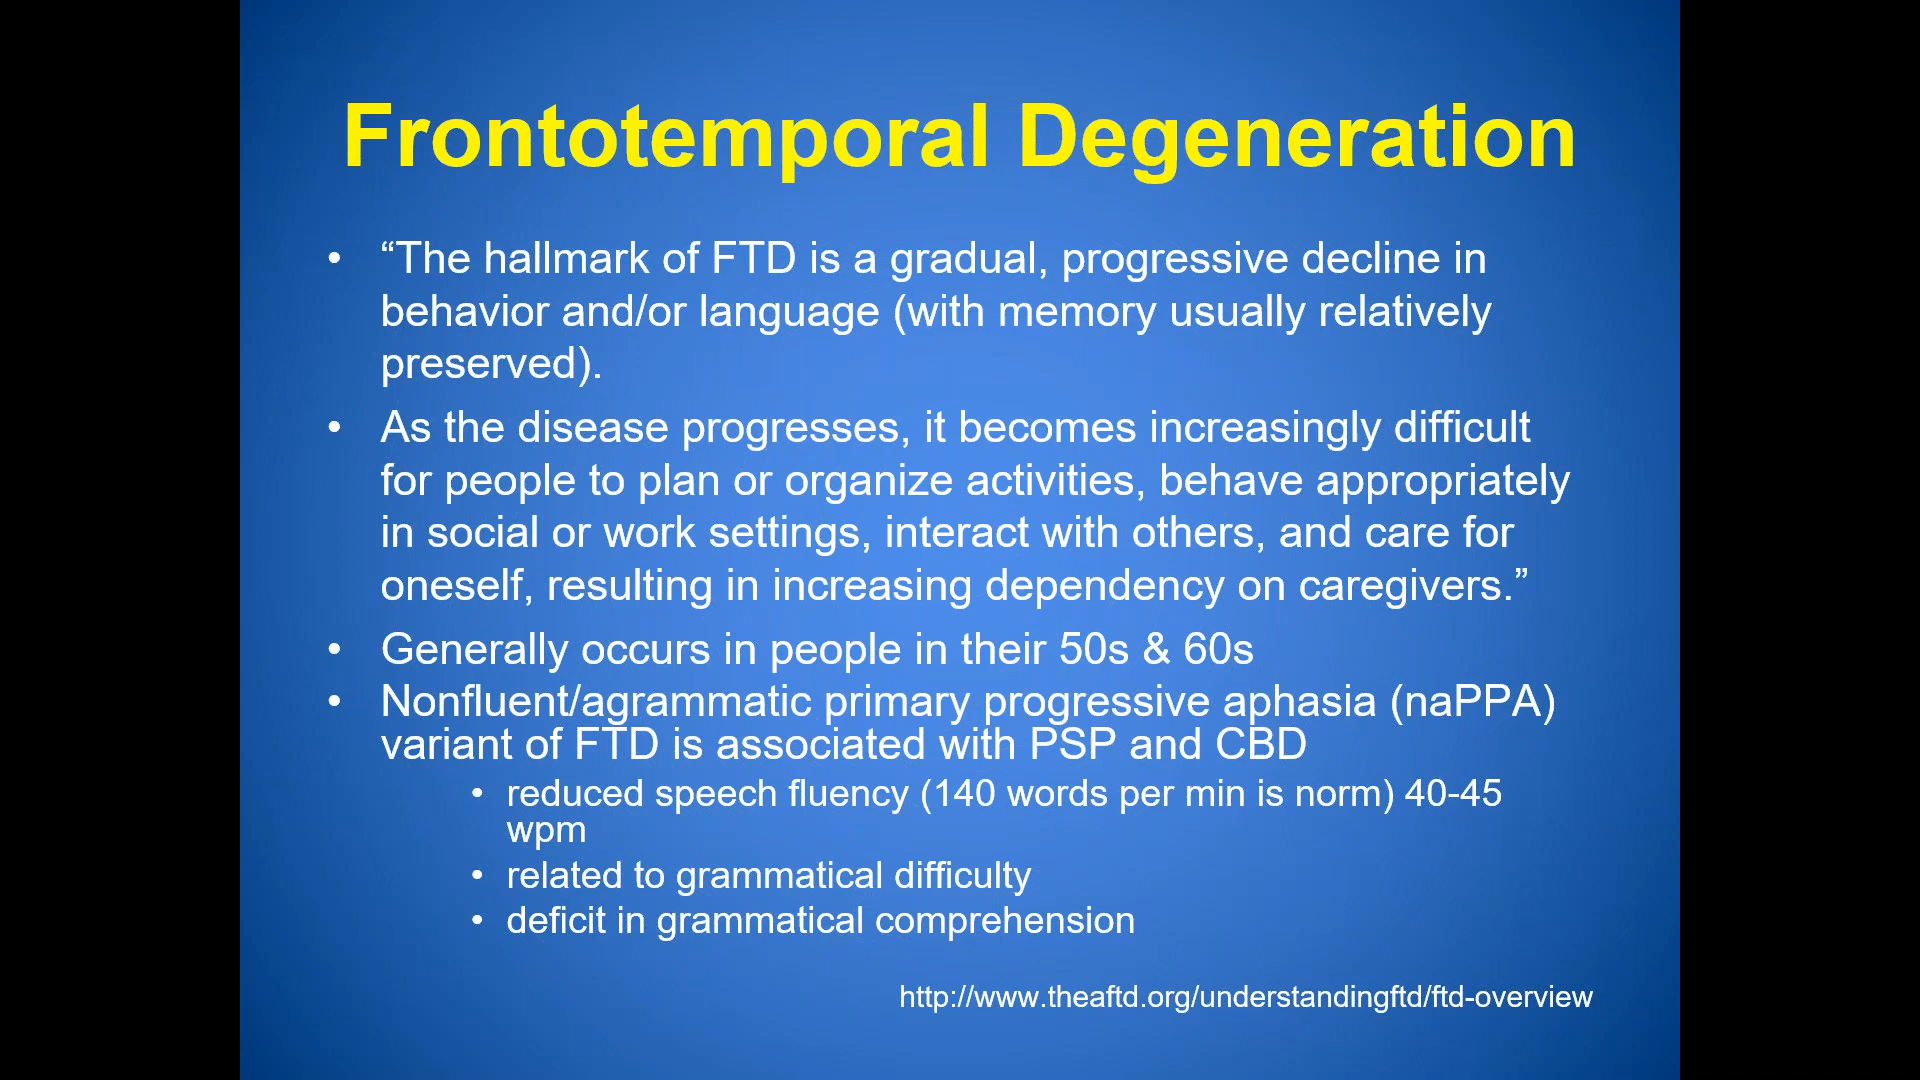 Frontotemporal Degeneration
• “The hallmark of FTD is a gradual, progressive decline in
behavior and/or language (with memory usually relatively
preserved).
• As the disease progresses, it becomes increasingly difficult
for people to plan or organize activities, behave appropriately
in social or work settings, interact with others, and care for
oneself, resulting in increasing dependency on caregivers.”
• Generally occurs in people in their 50s & 60s
• Nonfluent/agrammatic primary progressive aphasia (naPPA)
variant of FTD is associated with PSP and CBD
• reduced speech fluency (140 words per min is norm) 40-45
wpm
• related to grammatical difficulty
• deficit in grammatical comprehension
http://www.theaftd.org/understandingftd/ftd-overview